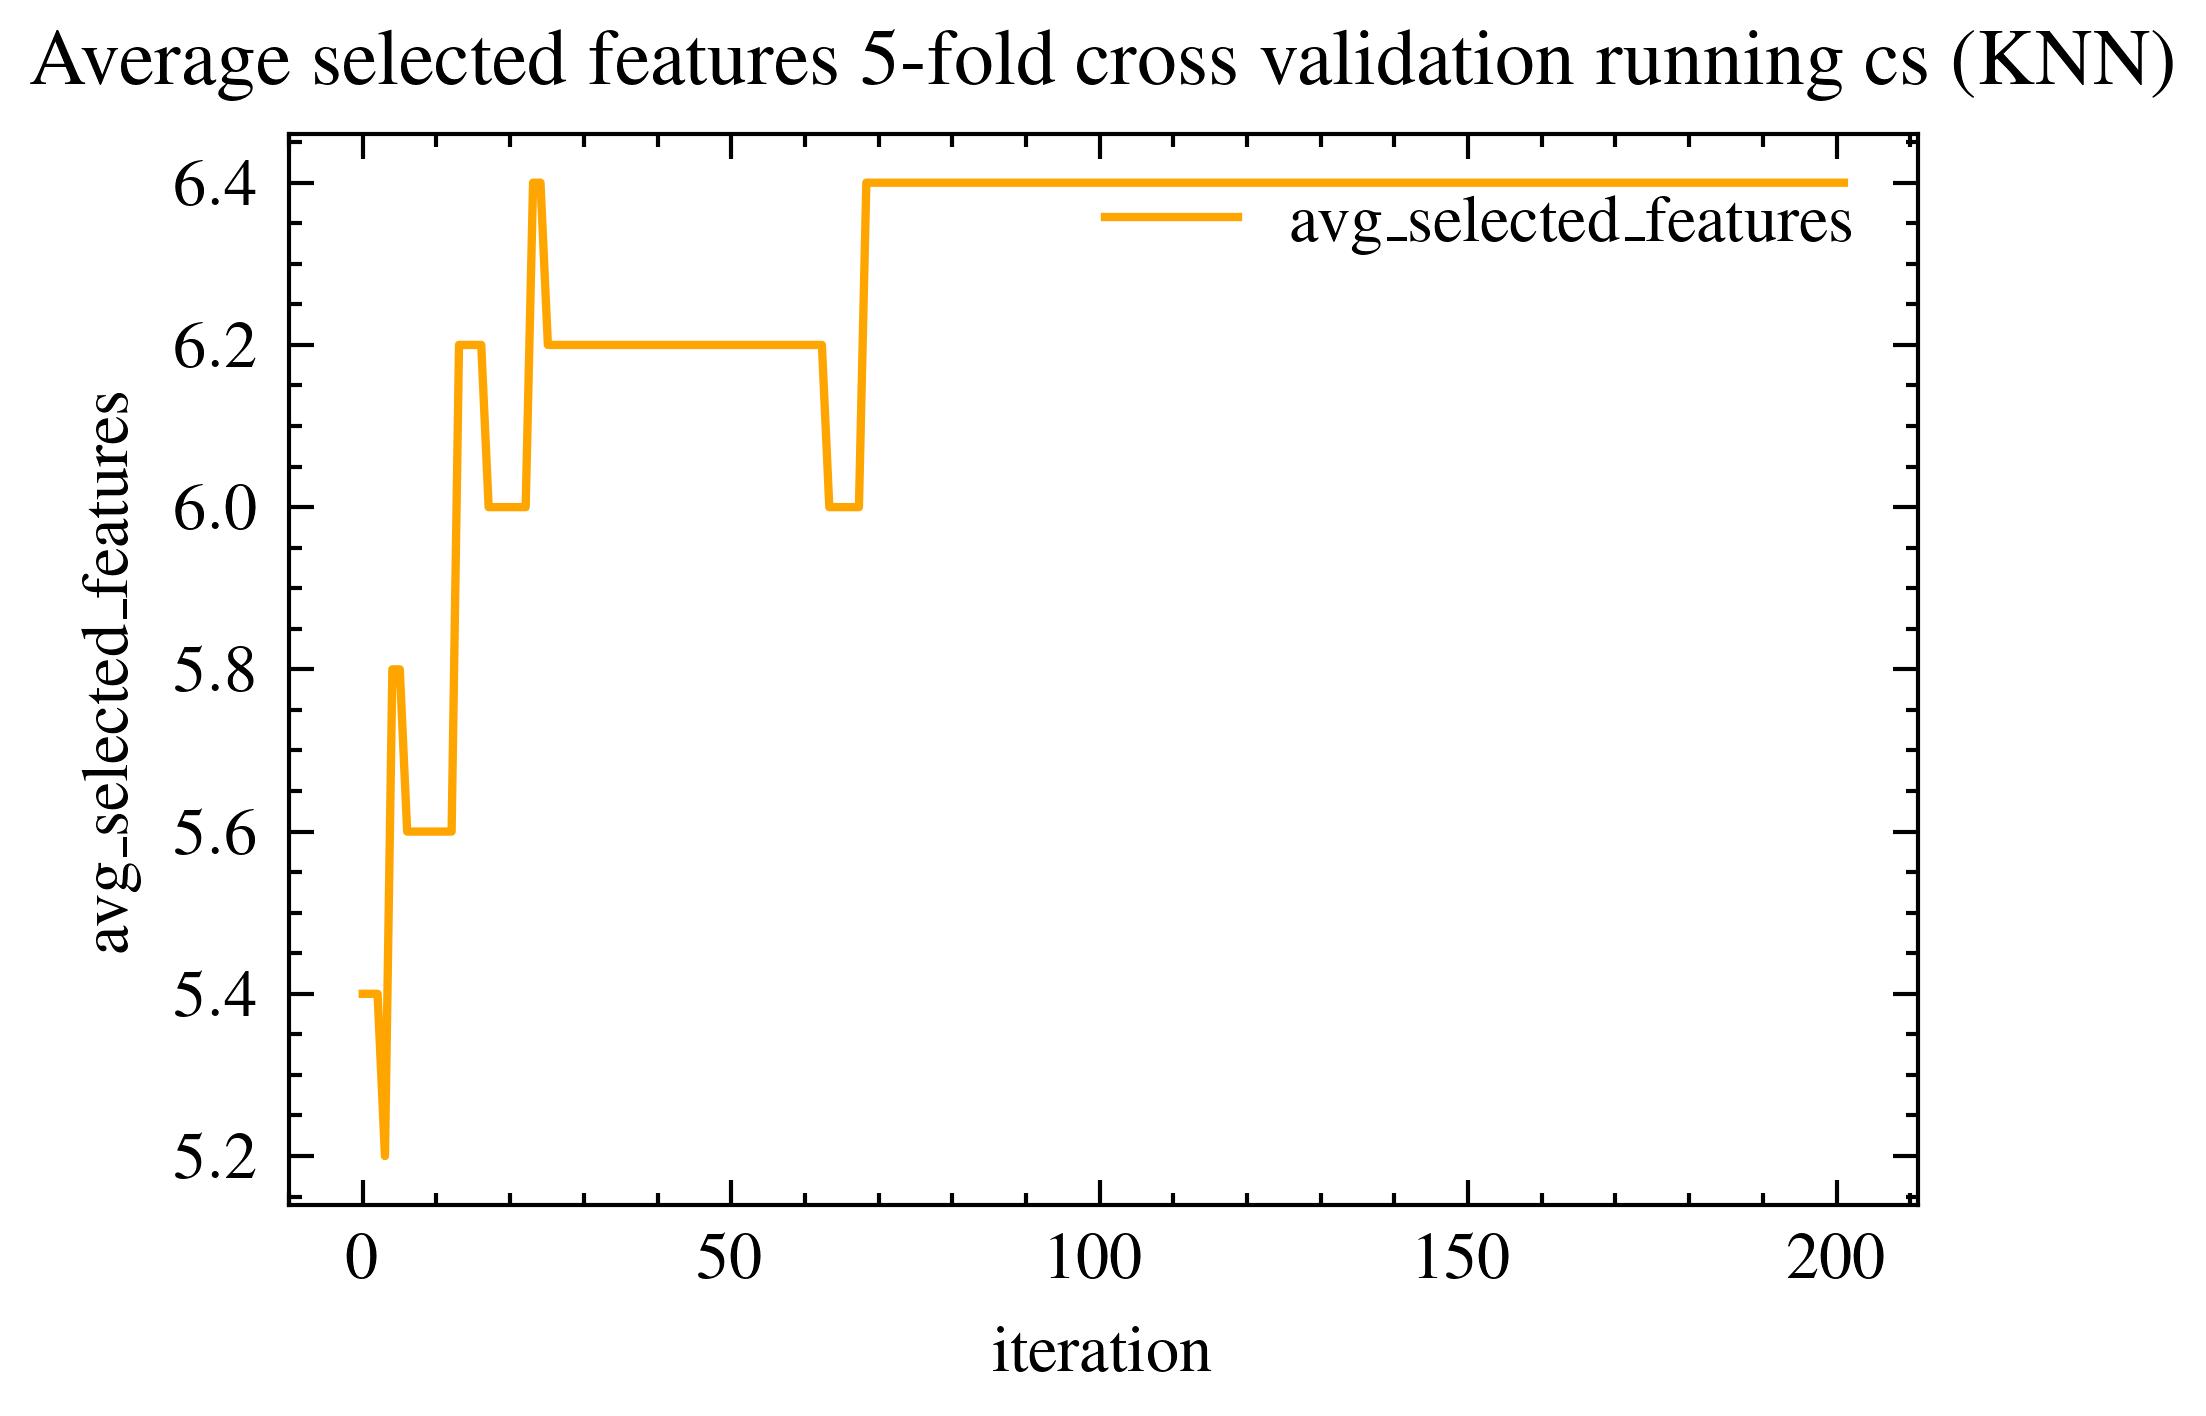 Average selected features 5-fold cross validation running cs (KNN)
6.4
6.2
6.0
5.8
5.6
5.4
5.2
avg_selected_features
avg_selected_features
0 50 100 150 200
iteration